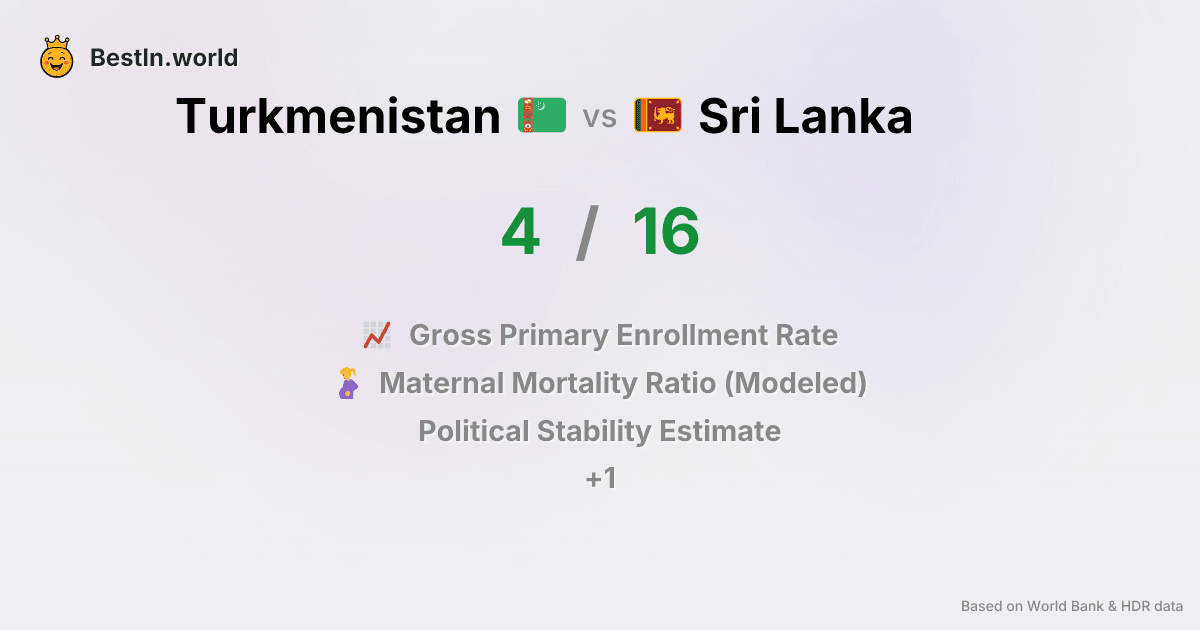 BestIn.world
Turkmenistan vs Sri Lanka
4 / 16
Gross Primary Enrollment Rate
Maternal Mortality Ratio (Modeled)
Political Stability Estimate
+1
Based on World Bank & HDR data